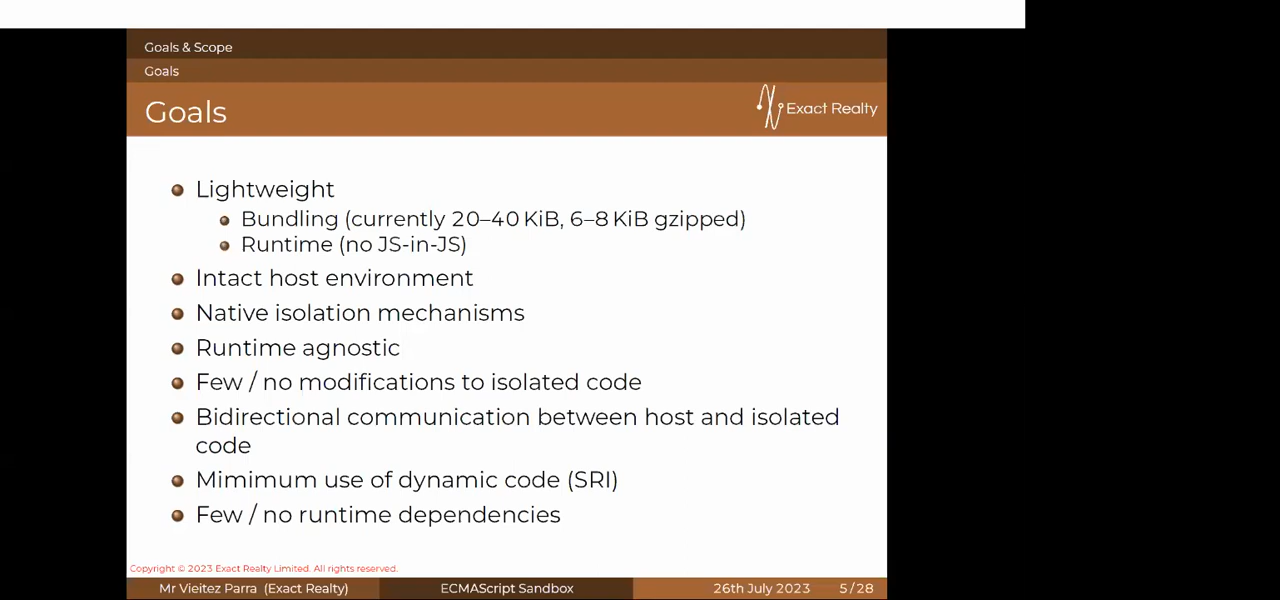 Goals & Scope
Goals
Goals
Exact Realty
Lightweight
Bundling (currently 20–40 KiB, 6–8 KiB gzipped)
Runtime (no JS-in-JS)
Intact host environment
Native isolation mechanisms
Runtime agnostic
Few / no modifications to isolated code
Bidirectional communication between host and isolated
code
Mimimum use of dynamic code (SRI)
Few / no runtime dependencies
Copyright © 2023 Exact Realty Limited. All rights reserved.
Mr Vieitez Parra (Exact Realty) ECMAScript Sandbox 26th July 2023 5 / 28